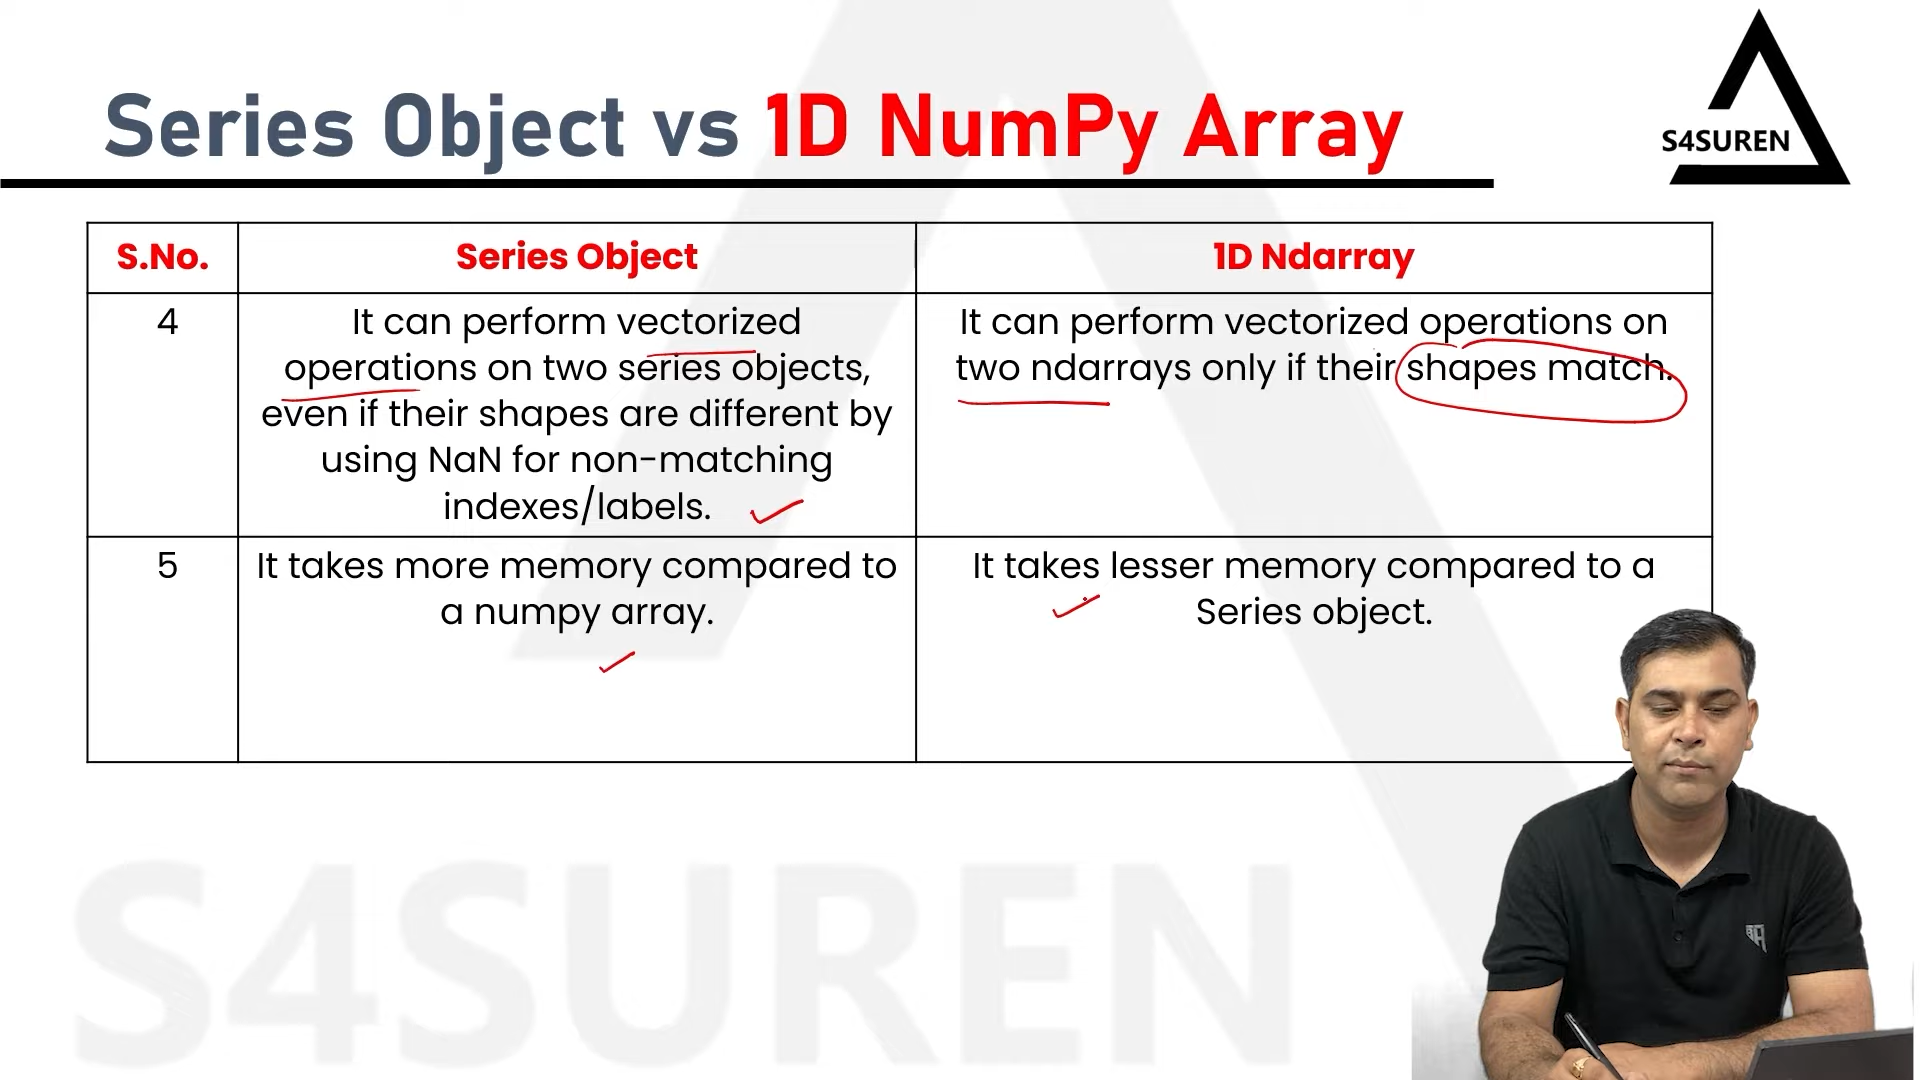 Series Object vs 1D NumPy Array
S4SUREN
S.No.
Series Object
1D Ndarray
4
It can perform vectorized
operations on two series objects,
even if their shapes are different by
using NaN for non-matching
indexes/labels.
It can perform vectorized operations on
two ndarrays only if their shapes match.
5
It takes more memory compared to
a numpy array.
It takes lesser memory compared to a
Series object.
S4SUREN